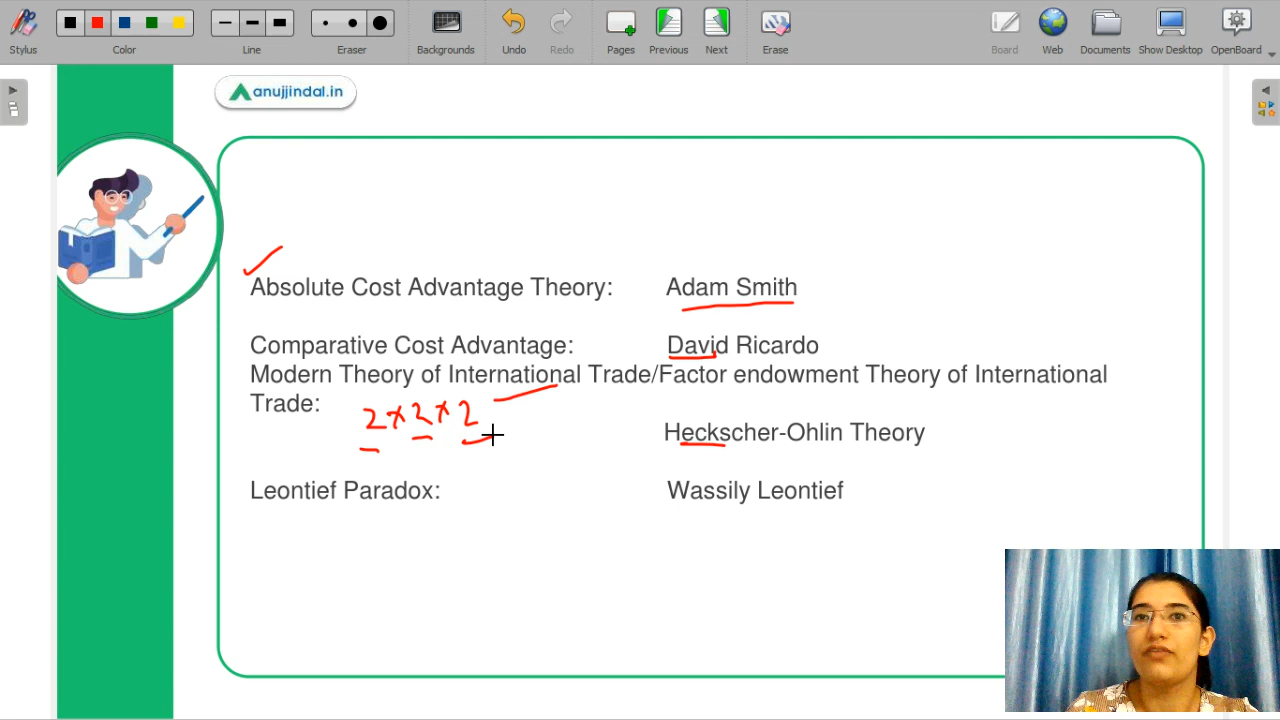 Stylus
Color
Line
Eraser
Backgrounds
Undo
Redo
Pages
Previous
Next
Erase
Board
Web
Documents
Show Desktop
OpenBoard
anujjindal.in
Absolute Cost Advantage Theory: Adam Smith
Comparative Cost Advantage: David Ricardo
Modern Theory of International Trade/Factor endowment Theory of International
Trade:
2 × 2 × 2
Heckscher-Ohlin Theory
Leontief Paradox: Wassily Leontief